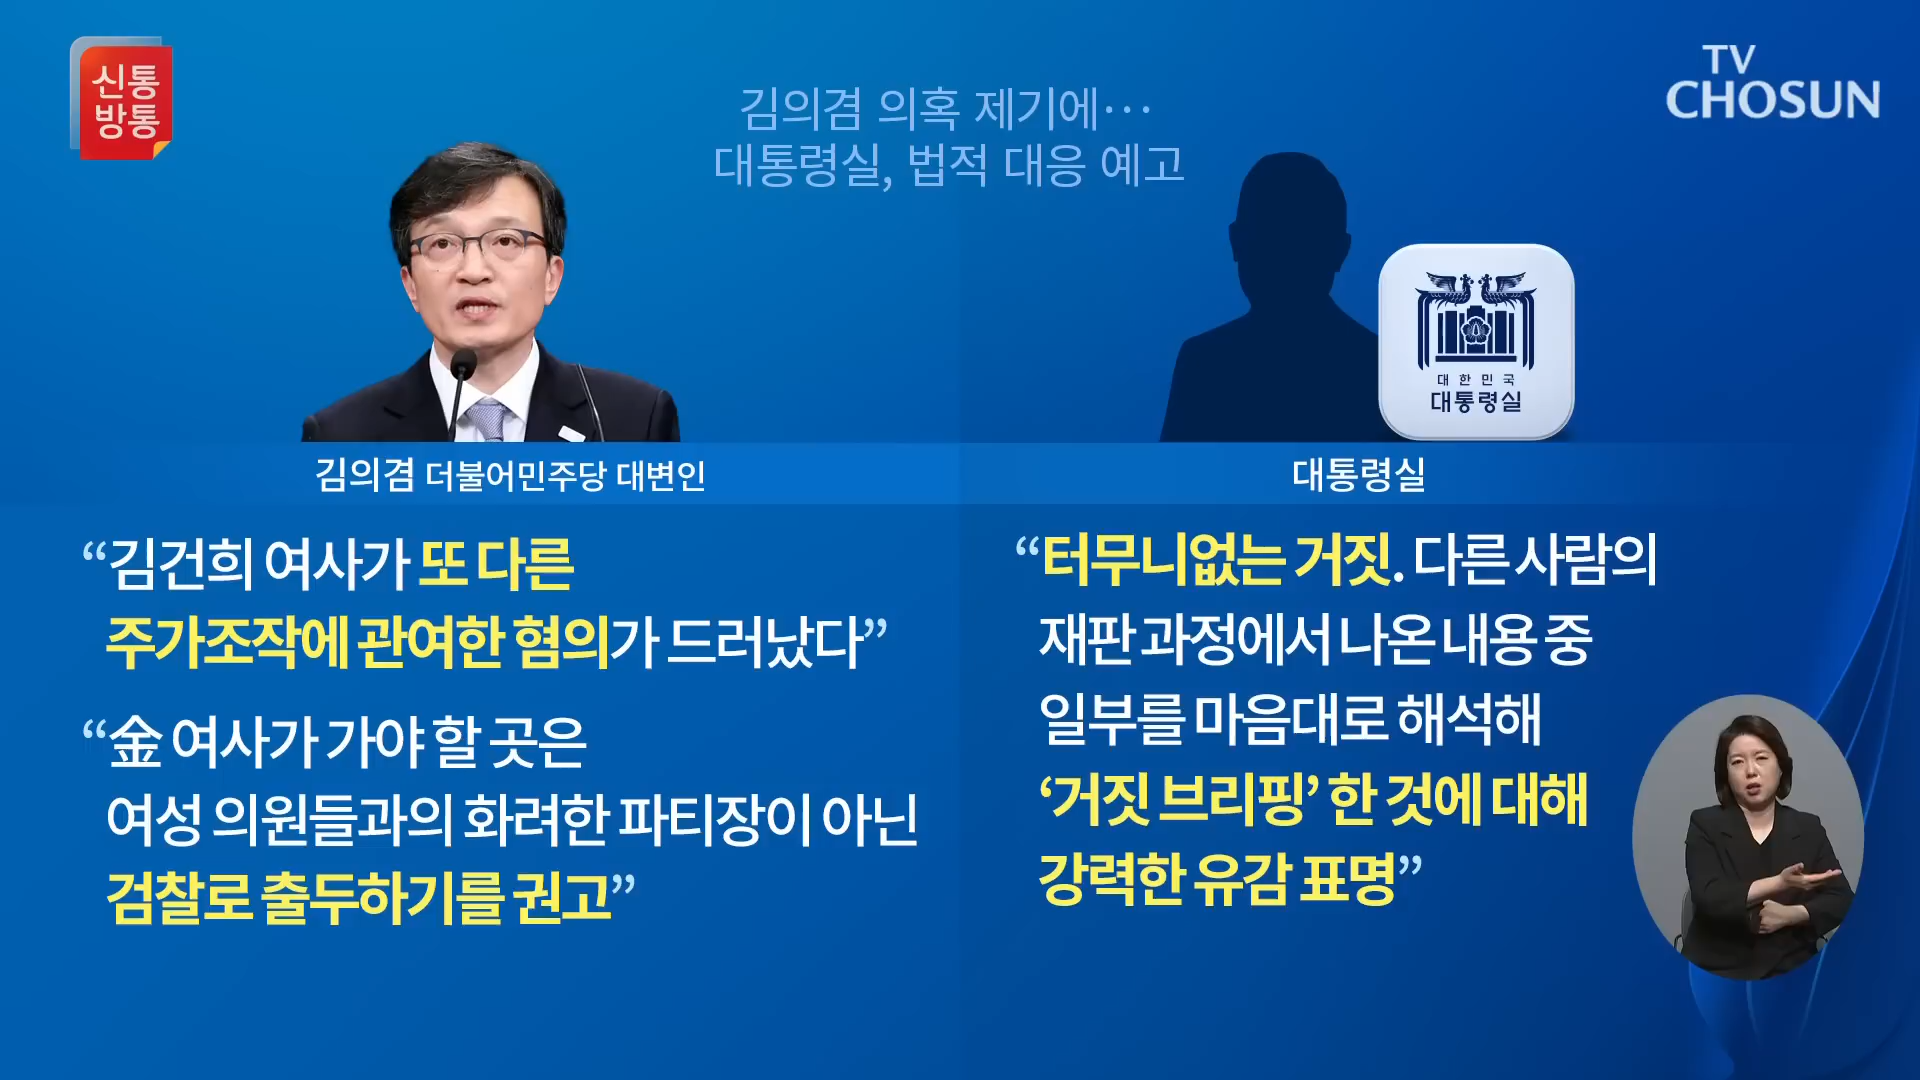 신통
방통
TV
CHOSUN
김의겸 의혹 제기에…
대통령실, 법적 대응 예고
대한민국
대통령실
김의겸 더불어민주당 대변인
“김건희 여사가 또 다른
주가조작에 관여한 혐의가 드러났다”
“金 여사가 가야 할 곳은
여성 의원들과의 화려한 파티장이 아닌
검찰로 출두하기를 권고”
대통령실
“터무니없는 거짓. 다른 사람의
재판 과정에서 나온 내용 중
일부를 마음대로 해석해
‘거짓 브리핑’ 한 것에 대해
강력한 유감 표명”